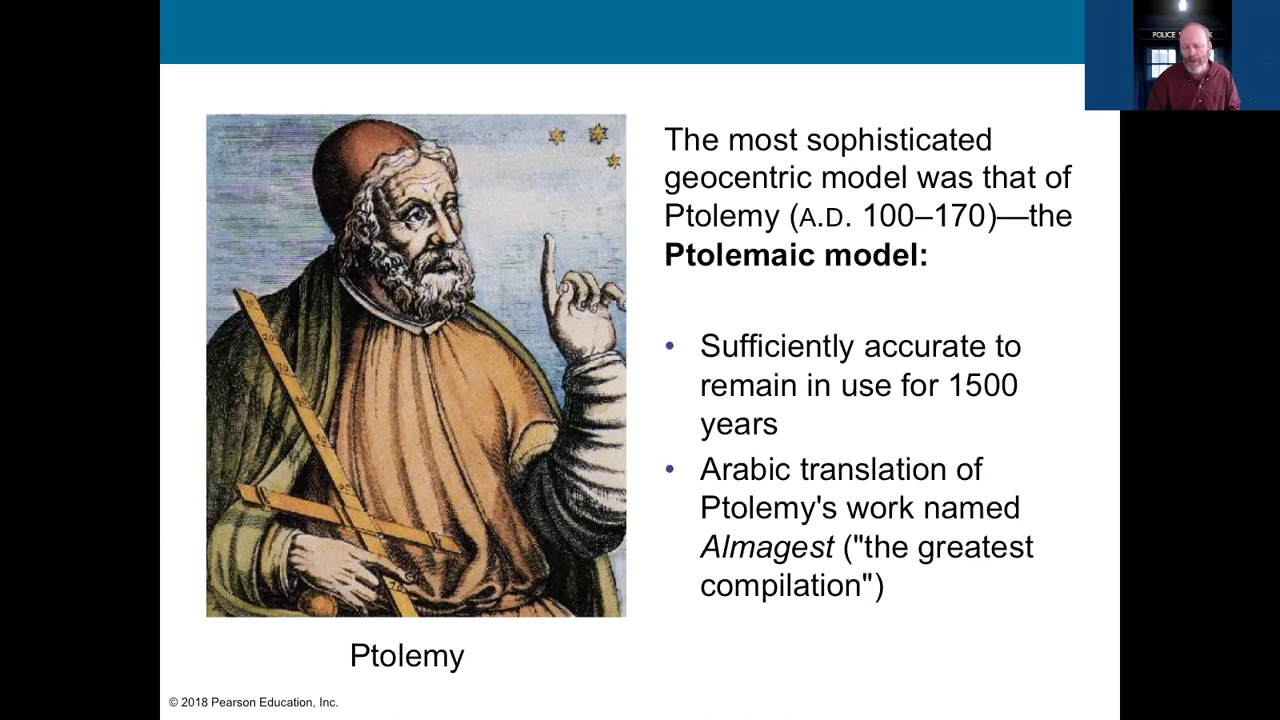 POLICE
The most sophisticated
geocentric model was that of
Ptolemy (A.D. 100–170)—the
Ptolemaic model:
• Sufficiently accurate to
remain in use for 1500
years
• Arabic translation of
Ptolemy's work named
Almagest ("the greatest
compilation")
Ptolemy
© 2018 Pearson Education, Inc.